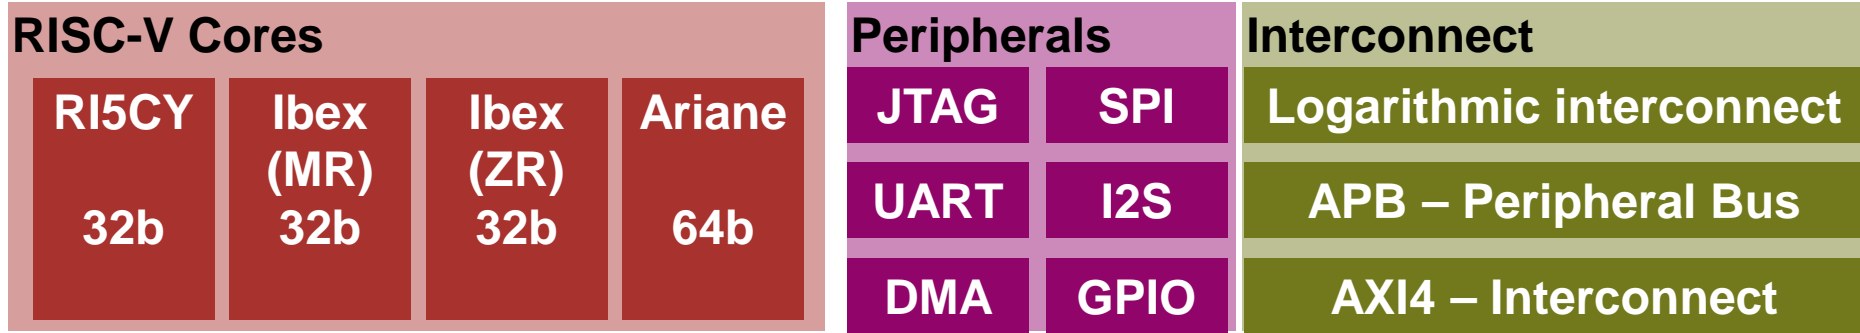 RISC-V Cores
RI5CY
32b
Ibex
(MR)
32b
Ibex
(ZR)
32b
Ariane
64b
Peripherals
JTAG
SPI
UART
I2S
DMA
GPIO
Interconnect
Logarithmic interconnect
APB – Peripheral Bus
AXI4 – Interconnect